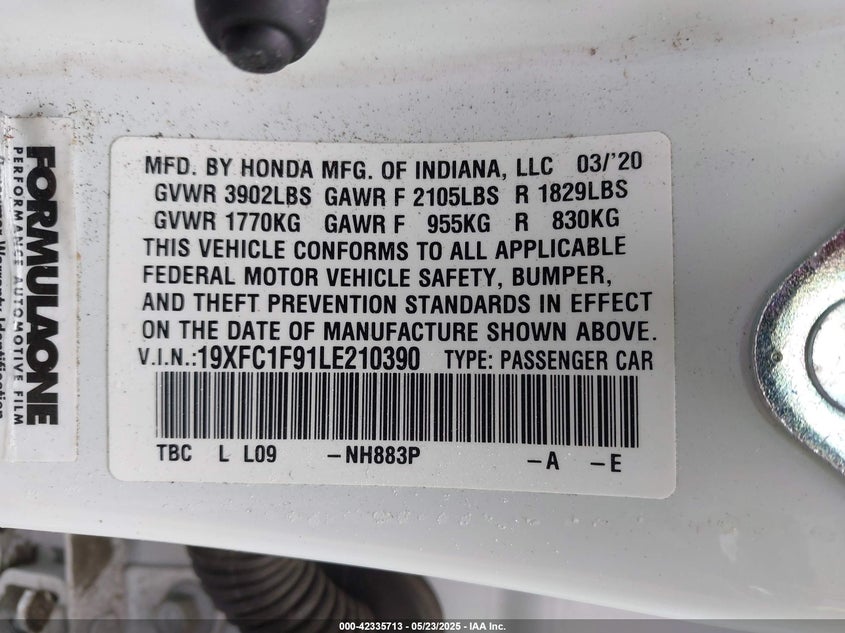 MFD. BY HONDA MFG. OF INDIANA, LLC 03/'20
GVWR 3902LBS GAWR F 2105LBS R 1829LBS
GVWR 1770KG GAWR F 955KG R 830KG
THIS VEHICLE CONFORMS TO ALL APPLICABLE
FEDERAL MOTOR VEHICLE SAFETY, BUMPER,
AND THEFT PREVENTION STANDARDS IN EFFECT
ON THE DATE OF MANUFACTURE SHOWN ABOVE.
V.I.N.:19XFC1F91LE210390 TYPE: PASSENGER CAR
TBC L L09 -NH883P -A -E
FORMULAONE
PERFORMANCE AUTOMOTIVE FILM
Warranty Identification
000-42335713 - 05/23/2025 - IAA Inc.